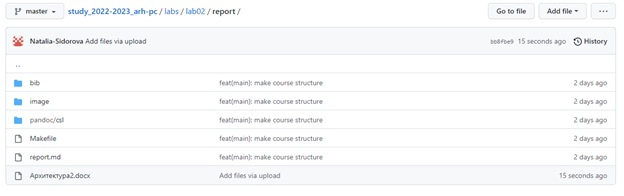 master study_2022-2023_arh-pc / labs / lab02 / report / Go to file Add file ...
Natalia-Sidorova Add files via upload 15 seconds ago History
..
bib feat(main): make course structure 2 days ago
image feat(main): make course structure 2 days ago
pandoc/csl feat(main): make course structure 2 days ago
Makefile feat(main): make course structure 2 days ago
report.md feat(main): make course structure 2 days ago
Архитектура2.docx Add files via upload 15 seconds ago